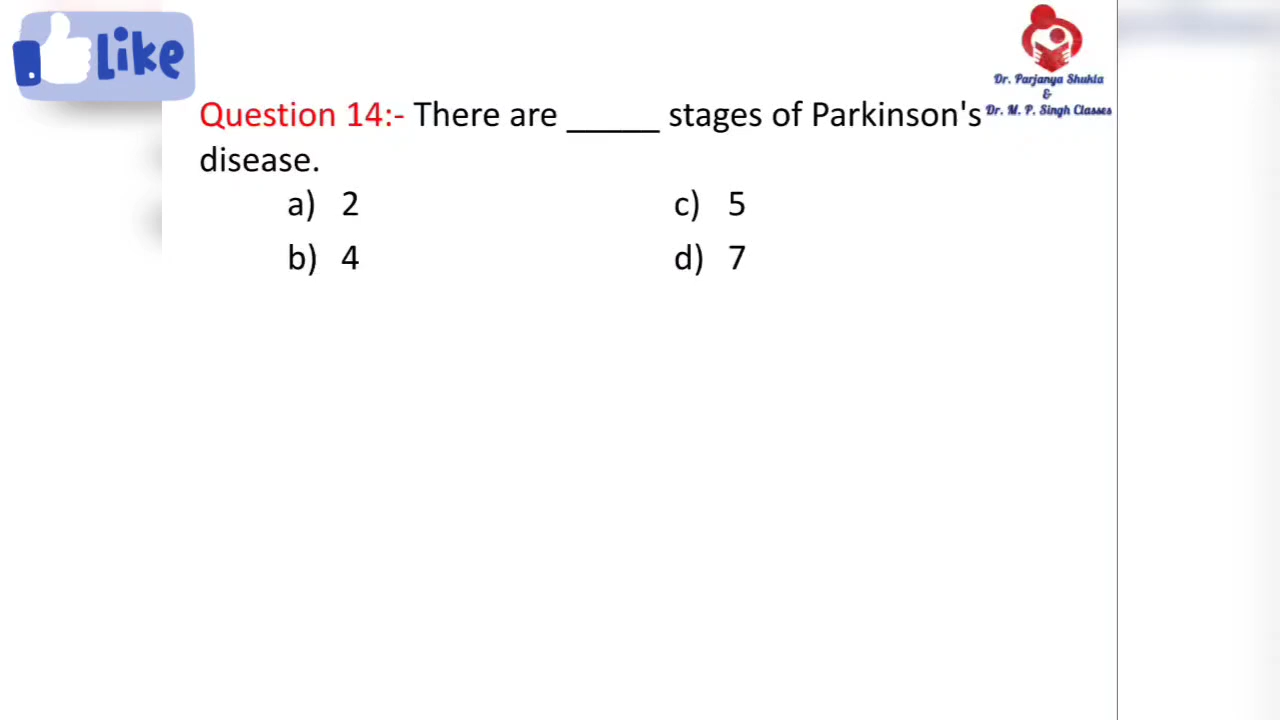 Like
Dr. Parjanya Shukla
&
Dr. M. P. Singh Classes
Question 14:- There are _____ stages of Parkinson's
disease.
a) 2 c) 5
b) 4 d) 7